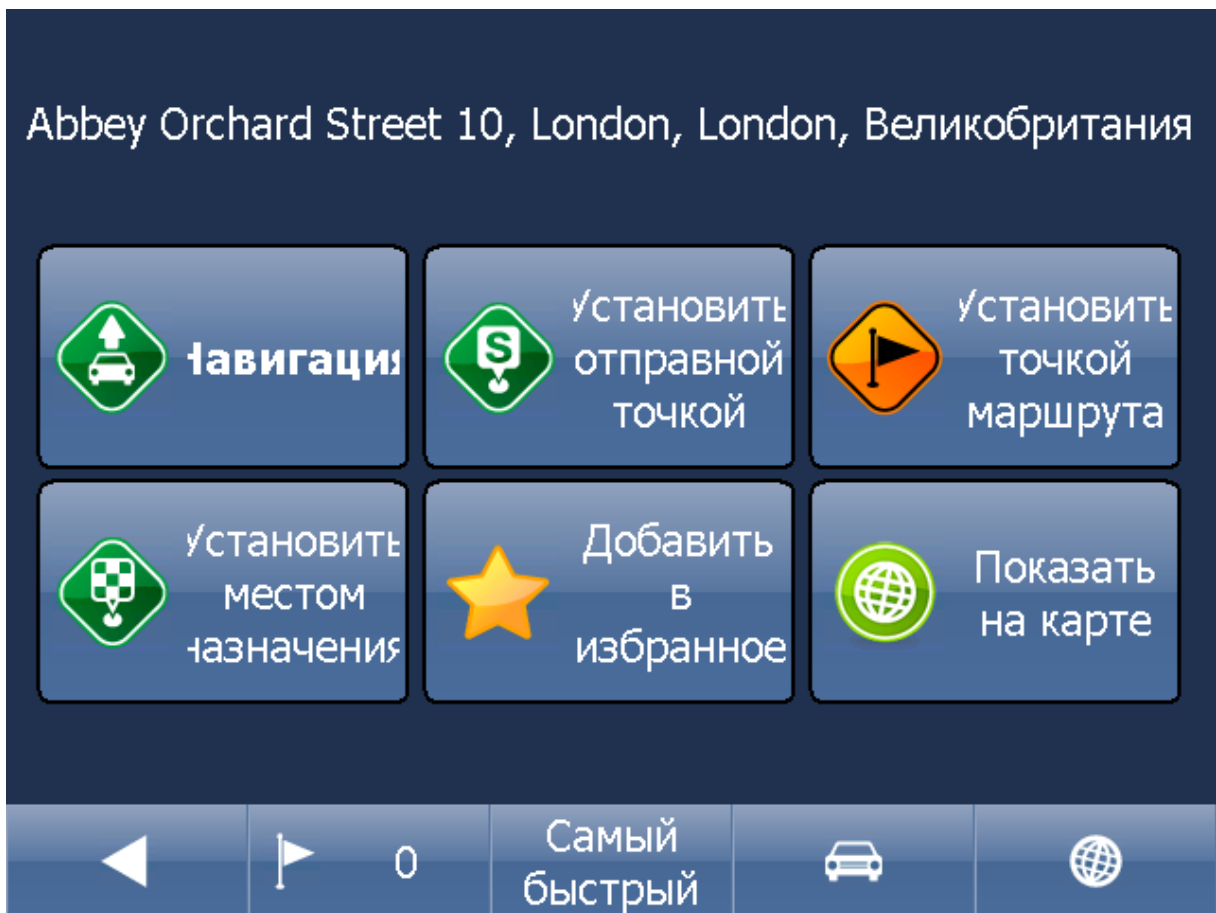 Abbey Orchard Street 10, London, London, Великобритания
Навигация
Установить
отправной
точкой
Установить
точкой
маршрута
Установить
местом
назначения
Добавить
в
избранное
Показать
на карте
0
Самый
быстрый